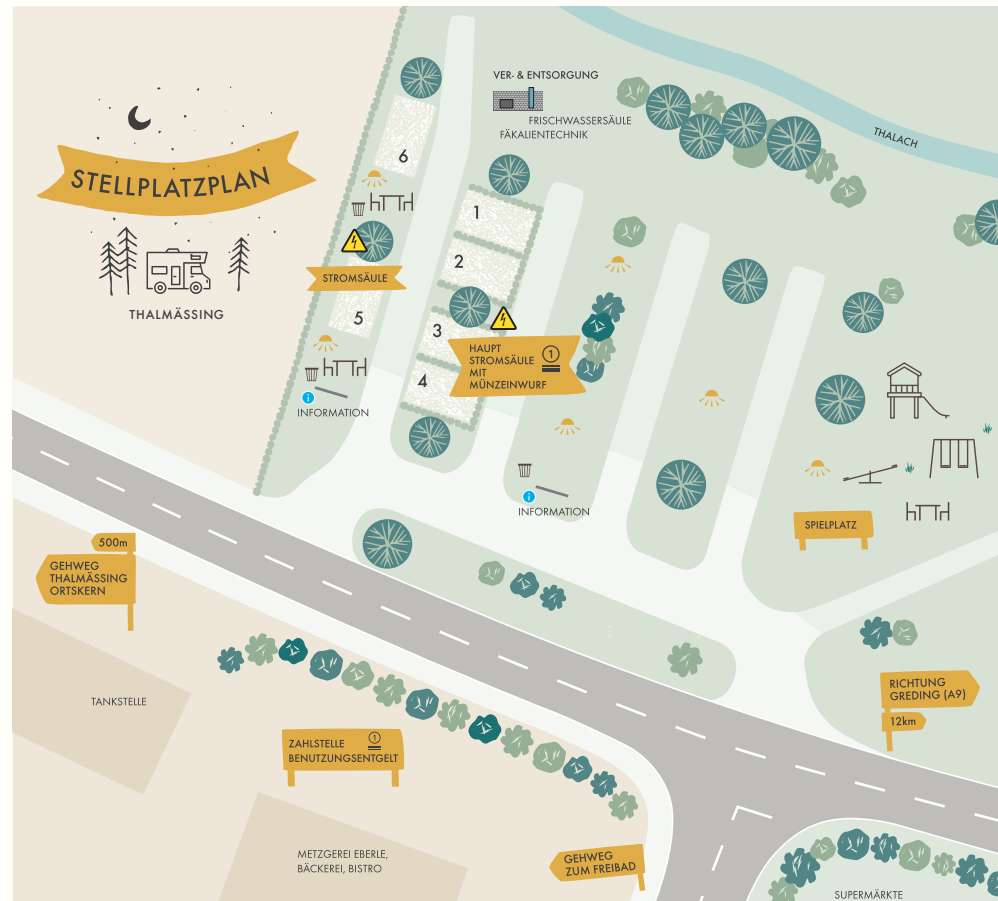 STELLPLATZPLAN
THALMÄSSING
VER- & ENTSORGUNG
FRISCHWASSERSÄULE
FÄKALIENTECHNIK
THALACH
6
1
2
STROMSÄULE
5
3
4
HAUPT
STROMSÄULE
MIT
MÜNZEINWURF
1
i
INFORMATION
i
INFORMATION
SPIELPLATZ
500m
GEHWEG
THALMÄSSING
ORTSKERN
TANKSTELLE
ZAHLSTELLE
BENUTZUNGSENTGELT
1
RICHTUNG
GREDING (A9)
12km
METZGEREI EBERLE,
BÄCKEREI, BISTRO
GEHWEG
ZUM FREIBAD
SUPERMÄRKTE